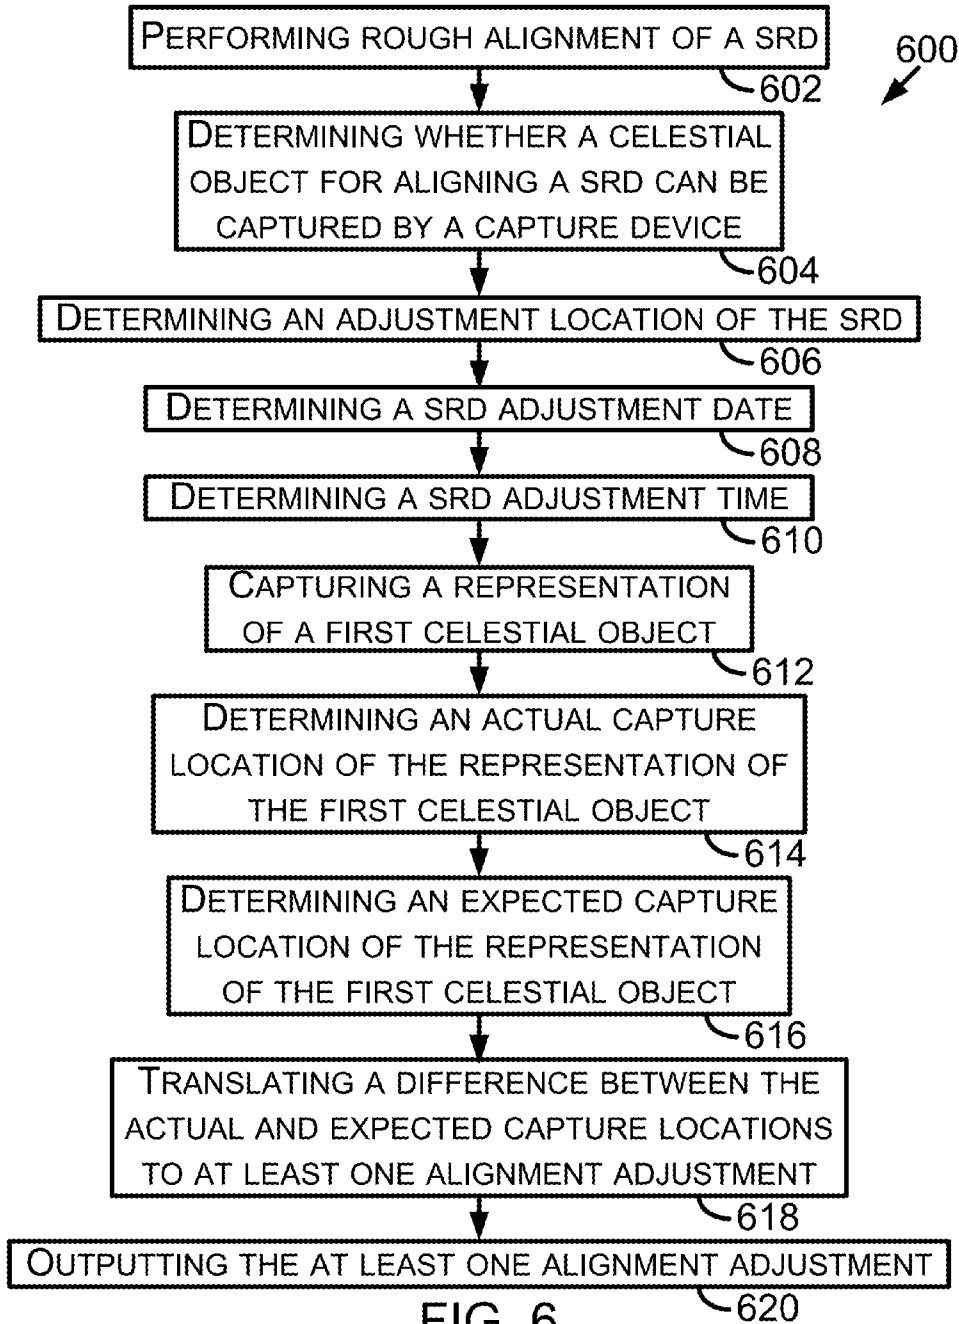 PERFORMING ROUGH ALIGNMENT OF A SRD
602
600
DETERMINING WHETHER A CELESTIAL
OBJECT FOR ALIGNING A SRD CAN BE
CAPTURED BY A CAPTURE DEVICE
604
DETERMINING AN ADJUSTMENT LOCATION OF THE SRD
606
DETERMINING A SRD ADJUSTMENT DATE
608
DETERMINING A SRD ADJUSTMENT TIME
610
CAPTURING A REPRESENTATION
OF A FIRST CELESTIAL OBJECT
612
DETERMINING AN ACTUAL CAPTURE
LOCATION OF THE REPRESENTATION OF
THE FIRST CELESTIAL OBJECT
614
DETERMINING AN EXPECTED CAPTURE
LOCATION OF THE REPRESENTATION
OF THE FIRST CELESTIAL OBJECT
616
TRANSLATING A DIFFERENCE BETWEEN THE
ACTUAL AND EXPECTED CAPTURE LOCATIONS
TO AT LEAST ONE ALIGNMENT ADJUSTMENT
618
OUTPUTTING THE AT LEAST ONE ALIGNMENT ADJUSTMENT
620
FIG. 6